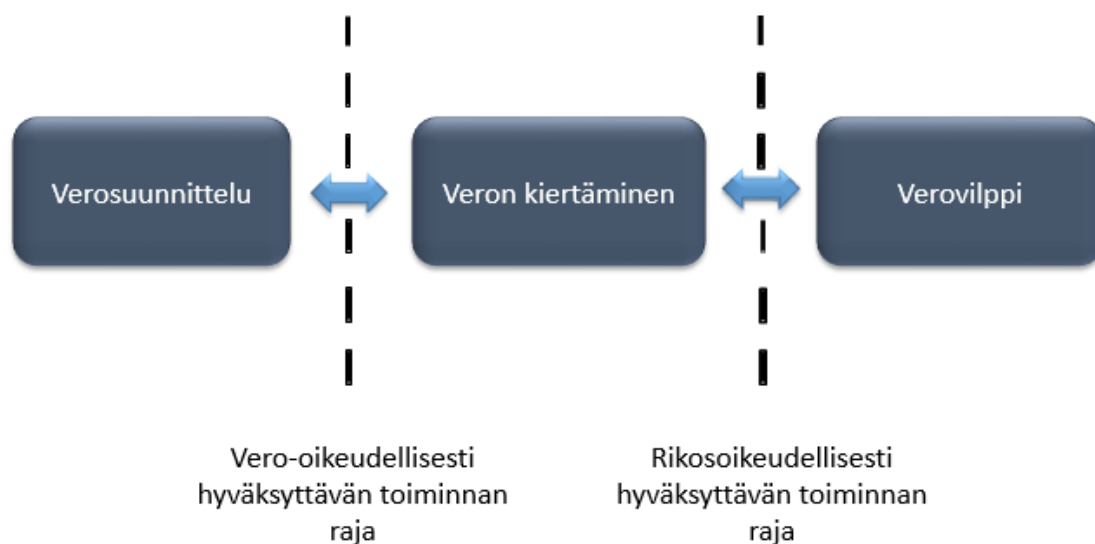 Verosuunnittelu
Veron kiertäminen
Verovilppi
Vero-oikeudellisesti
hyväksyttävän toiminnan
raja
Rikosoikeudellisesti
hyväksyttävän toiminnan
raja